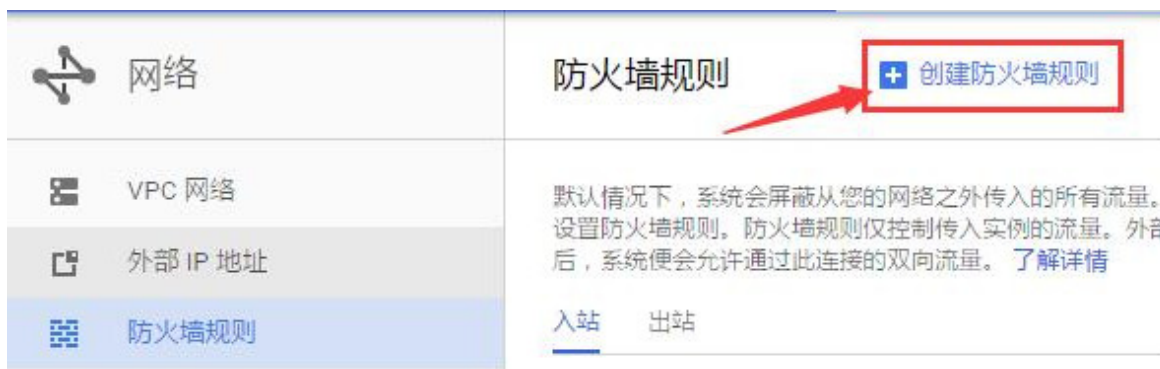 网络
防火墙规则
创建防火墙规则
VPC 网络
外部 IP 地址
防火墙规则
默认情况下，系统会屏蔽从您的网络之外传入的所有流量。
设置防火墙规则。防火墙规则仅控制传入实例的流量。外部
后，系统便会允许通过此连接的双向流量。 了解详情
入站
出站